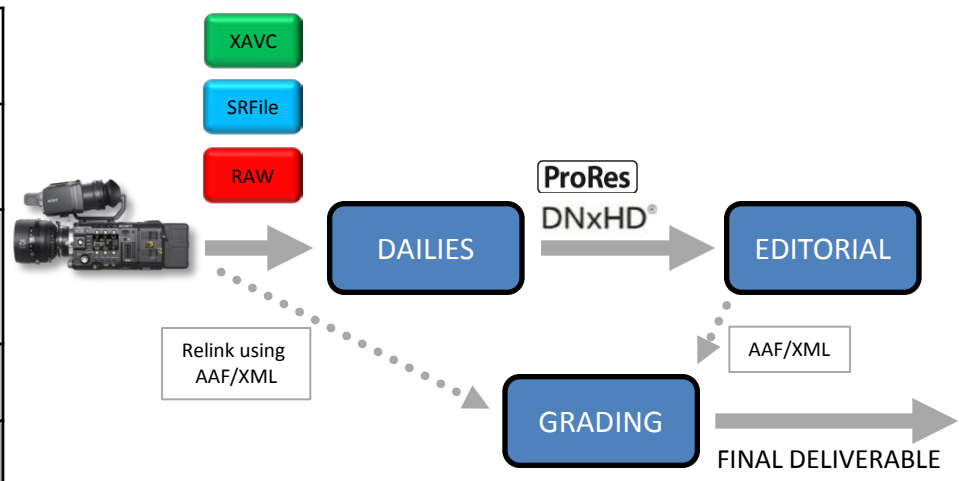 XAVC
SRFile
RAW
ProRes
DNxHD®
DAILIES
EDITORIAL
Relink using
AAF/XML
AAF/XML
GRADING
FINAL DELIVERABLE